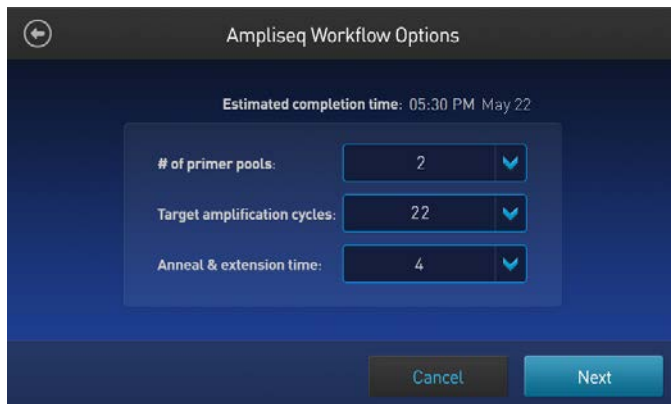 Ampliseq Workflow Options
Estimated completion time: 05:30 PM May 22
# of primer pools: 2
Target amplification cycles: 22
Anneal & extension time: 4
Cancel Next